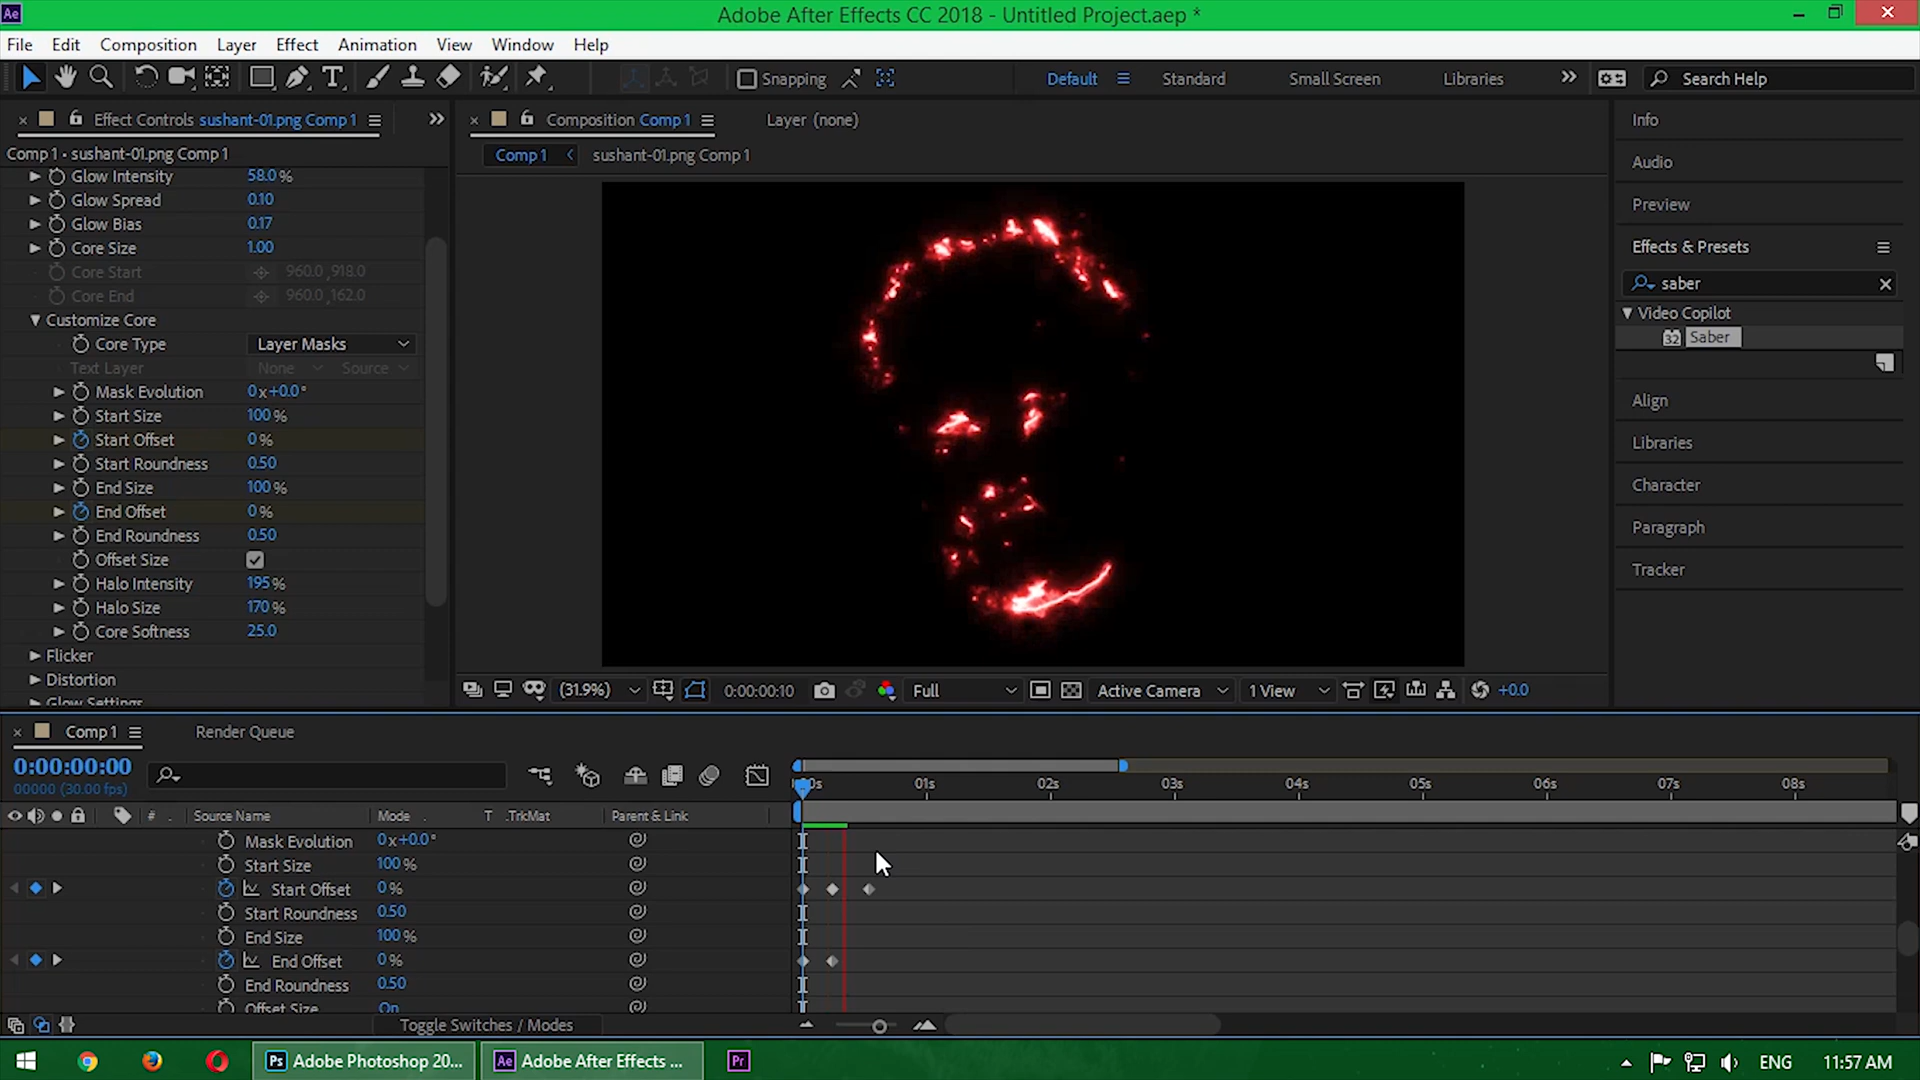 Ae
Adobe After Effects CC 2018 - Untitled Project.aep *
File Edit Composition Layer Effect Animation View Window Help
Snapping
Default Standard Small Screen Libraries
Search Help
Effect Controls sushant-01.png Comp 1
Composition Comp 1
Layer (none)
Comp 1 • sushant-01.png Comp 1
Comp 1 sushant-01.png Comp 1
Glow Intensity 58.0 %
Glow Spread 0.10
Glow Bias 0.17
Core Size 1.00
Core Start 960.0 ,918.0
Core End 960.0 ,162.0
Customize Core
Core Type Layer Masks
Text Layer None Source
Mask Evolution 0 x +0.0 °
Start Size 100 %
Start Offset 0 %
Start Roundness 0.50
End Size 100 %
End Offset 0 %
End Roundness 0.50
Offset Size
Halo Intensity 195 %
Halo Size 170 %
Core Softness 25.0
Flicker
Distortion
Glow Settings
Info
Audio
Preview
Effects & Presets
saber
Video Copilot
32 Saber
Align
Libraries
Character
Paragraph
Tracker
(31.9%) 0:00:00:10 Full Active Camera 1 View +0.0
Comp 1 Render Queue
0:00:00:00
00000 (30.00 fps)
01s 02s 03s 04s 05s 06s 07s 08s
# Source Name Mode T .TrkMat Parent & Link
Mask Evolution 0 x +0.0 °
Start Size 100 %
Start Offset 0 %
Start Roundness 0.50
End Size 100 %
End Offset 0 %
End Roundness 0.50
Offset Size On
Toggle Switches / Modes
Ps Adobe Photoshop 20...
Ae Adobe After Effects ...
Pr
ENG 11:57 AM